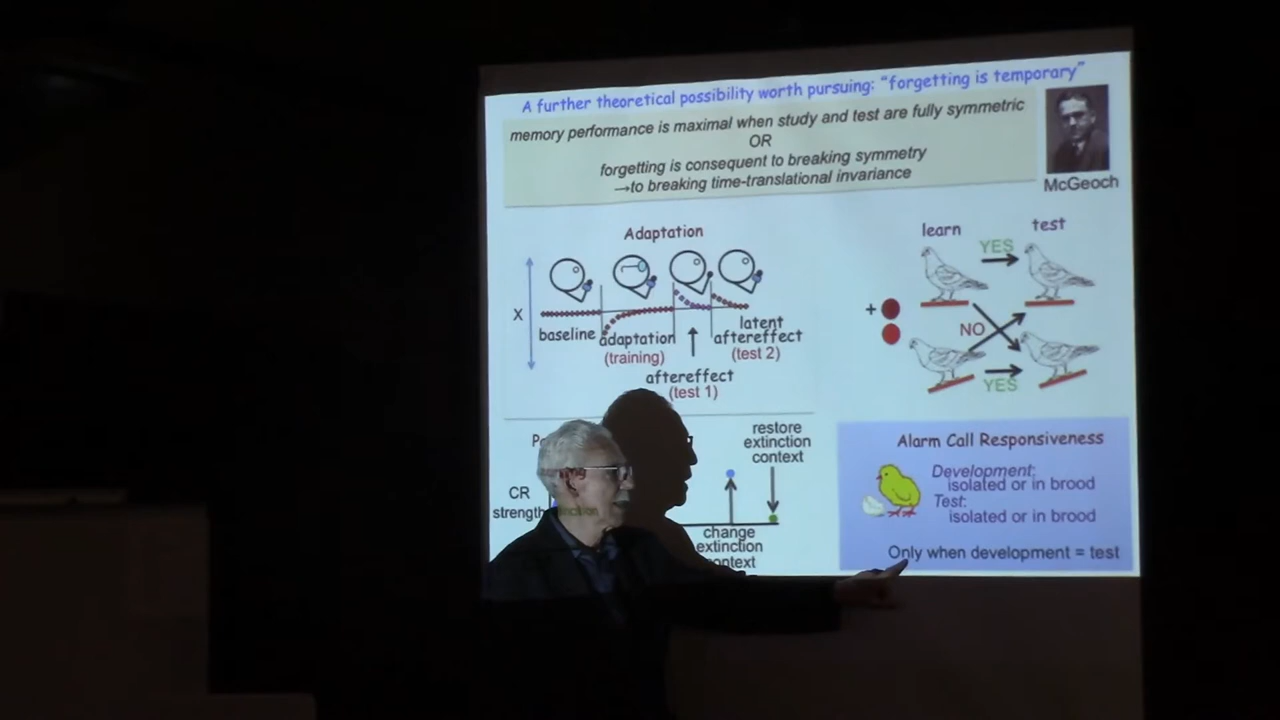 A further theoretical possibility worth pursuing: “forgetting is temporary”
memory performance is maximal when study and test are fully symmetric
OR
forgetting is consequent to breaking symmetry
→to breaking time-translational invariance
McGeoch
Adaptation
X
baseline
adaptation
(training)
aftereffect
(test 1)
latent
aftereffect
(test 2)
learn
test
YES
+
NO
YES
CR
strength
change
extinction
context
restore
extinction
context
Alarm Call Responsiveness
Development:
isolated or in brood
Test:
isolated or in brood
Only when development = test